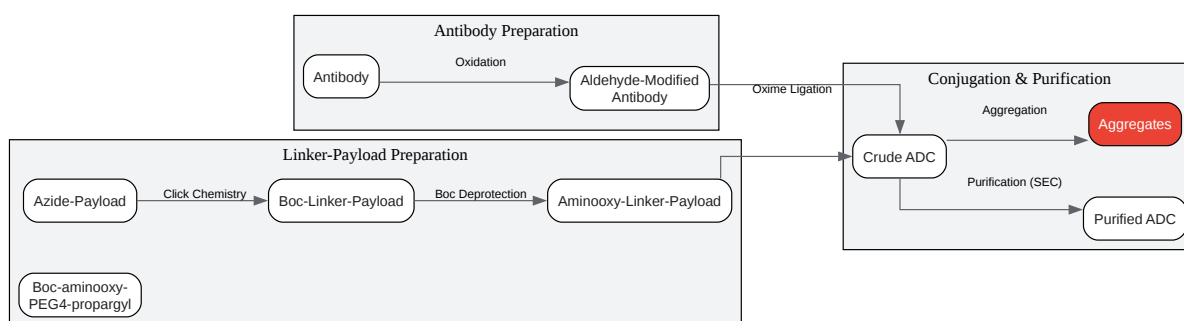 Antibody Preparation
Antibody
Oxidation
Aldehyde-Modified
Antibody
Oxime Ligation
Conjugation & Purification
Crude ADC
Aggregation
Aggregates
Purification (SEC)
Purified ADC
Linker-Payload Preparation
Azide-Payload
Click Chemistry
Boc-Linker-Payload
Boc Deprotection
Aminooxy-Linker-Payload
Boc-aminooxy-
PEG4-propargyl